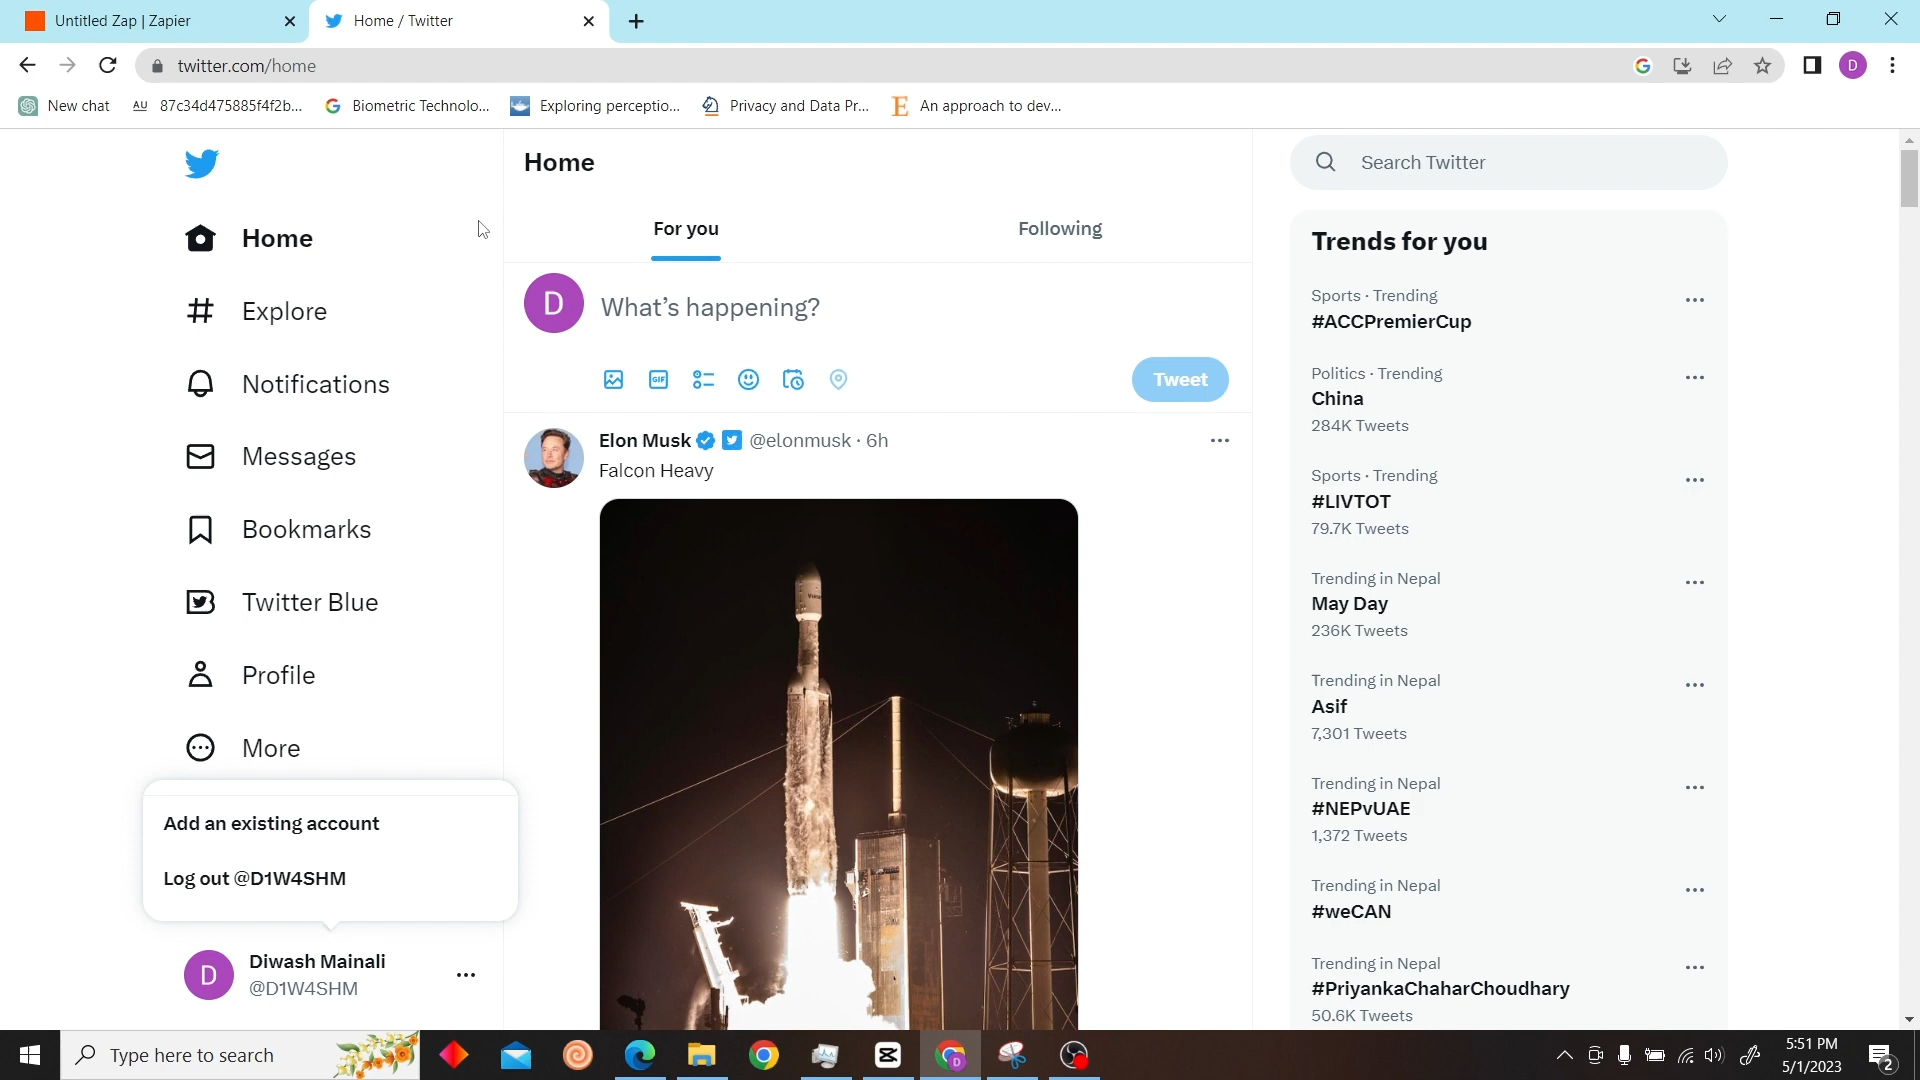 Untitled Zap | Zapier
Home / Twitter
twitter.com/home
New chat
AU 87c34d475885f4f2b...
Biometric Technolo...
Exploring perceptio...
Privacy and Data Pr...
An approach to dev...
Home
Explore
Notifications
Messages
Bookmarks
Twitter Blue
Profile
More
Add an existing account
Log out @D1W4SHM
D
Diwash Mainali
@D1W4SHM
Home
For you
Following
D
What's happening?
GIF
Tweet
Elon Musk @elonmusk · 6h
Falcon Heavy
Search Twitter
Trends for you
Sports · Trending
#ACCPremierCup
Politics · Trending
China
284K Tweets
Sports · Trending
#LIVTOT
79.7K Tweets
Trending in Nepal
May Day
236K Tweets
Trending in Nepal
Asif
7,301 Tweets
Trending in Nepal
#NEPvUAE
1,372 Tweets
Trending in Nepal
#weCAN
Trending in Nepal
#PriyankaChaharChoudhary
50.6K Tweets
D
Type here to search
5:51 PM
5/1/2023
2